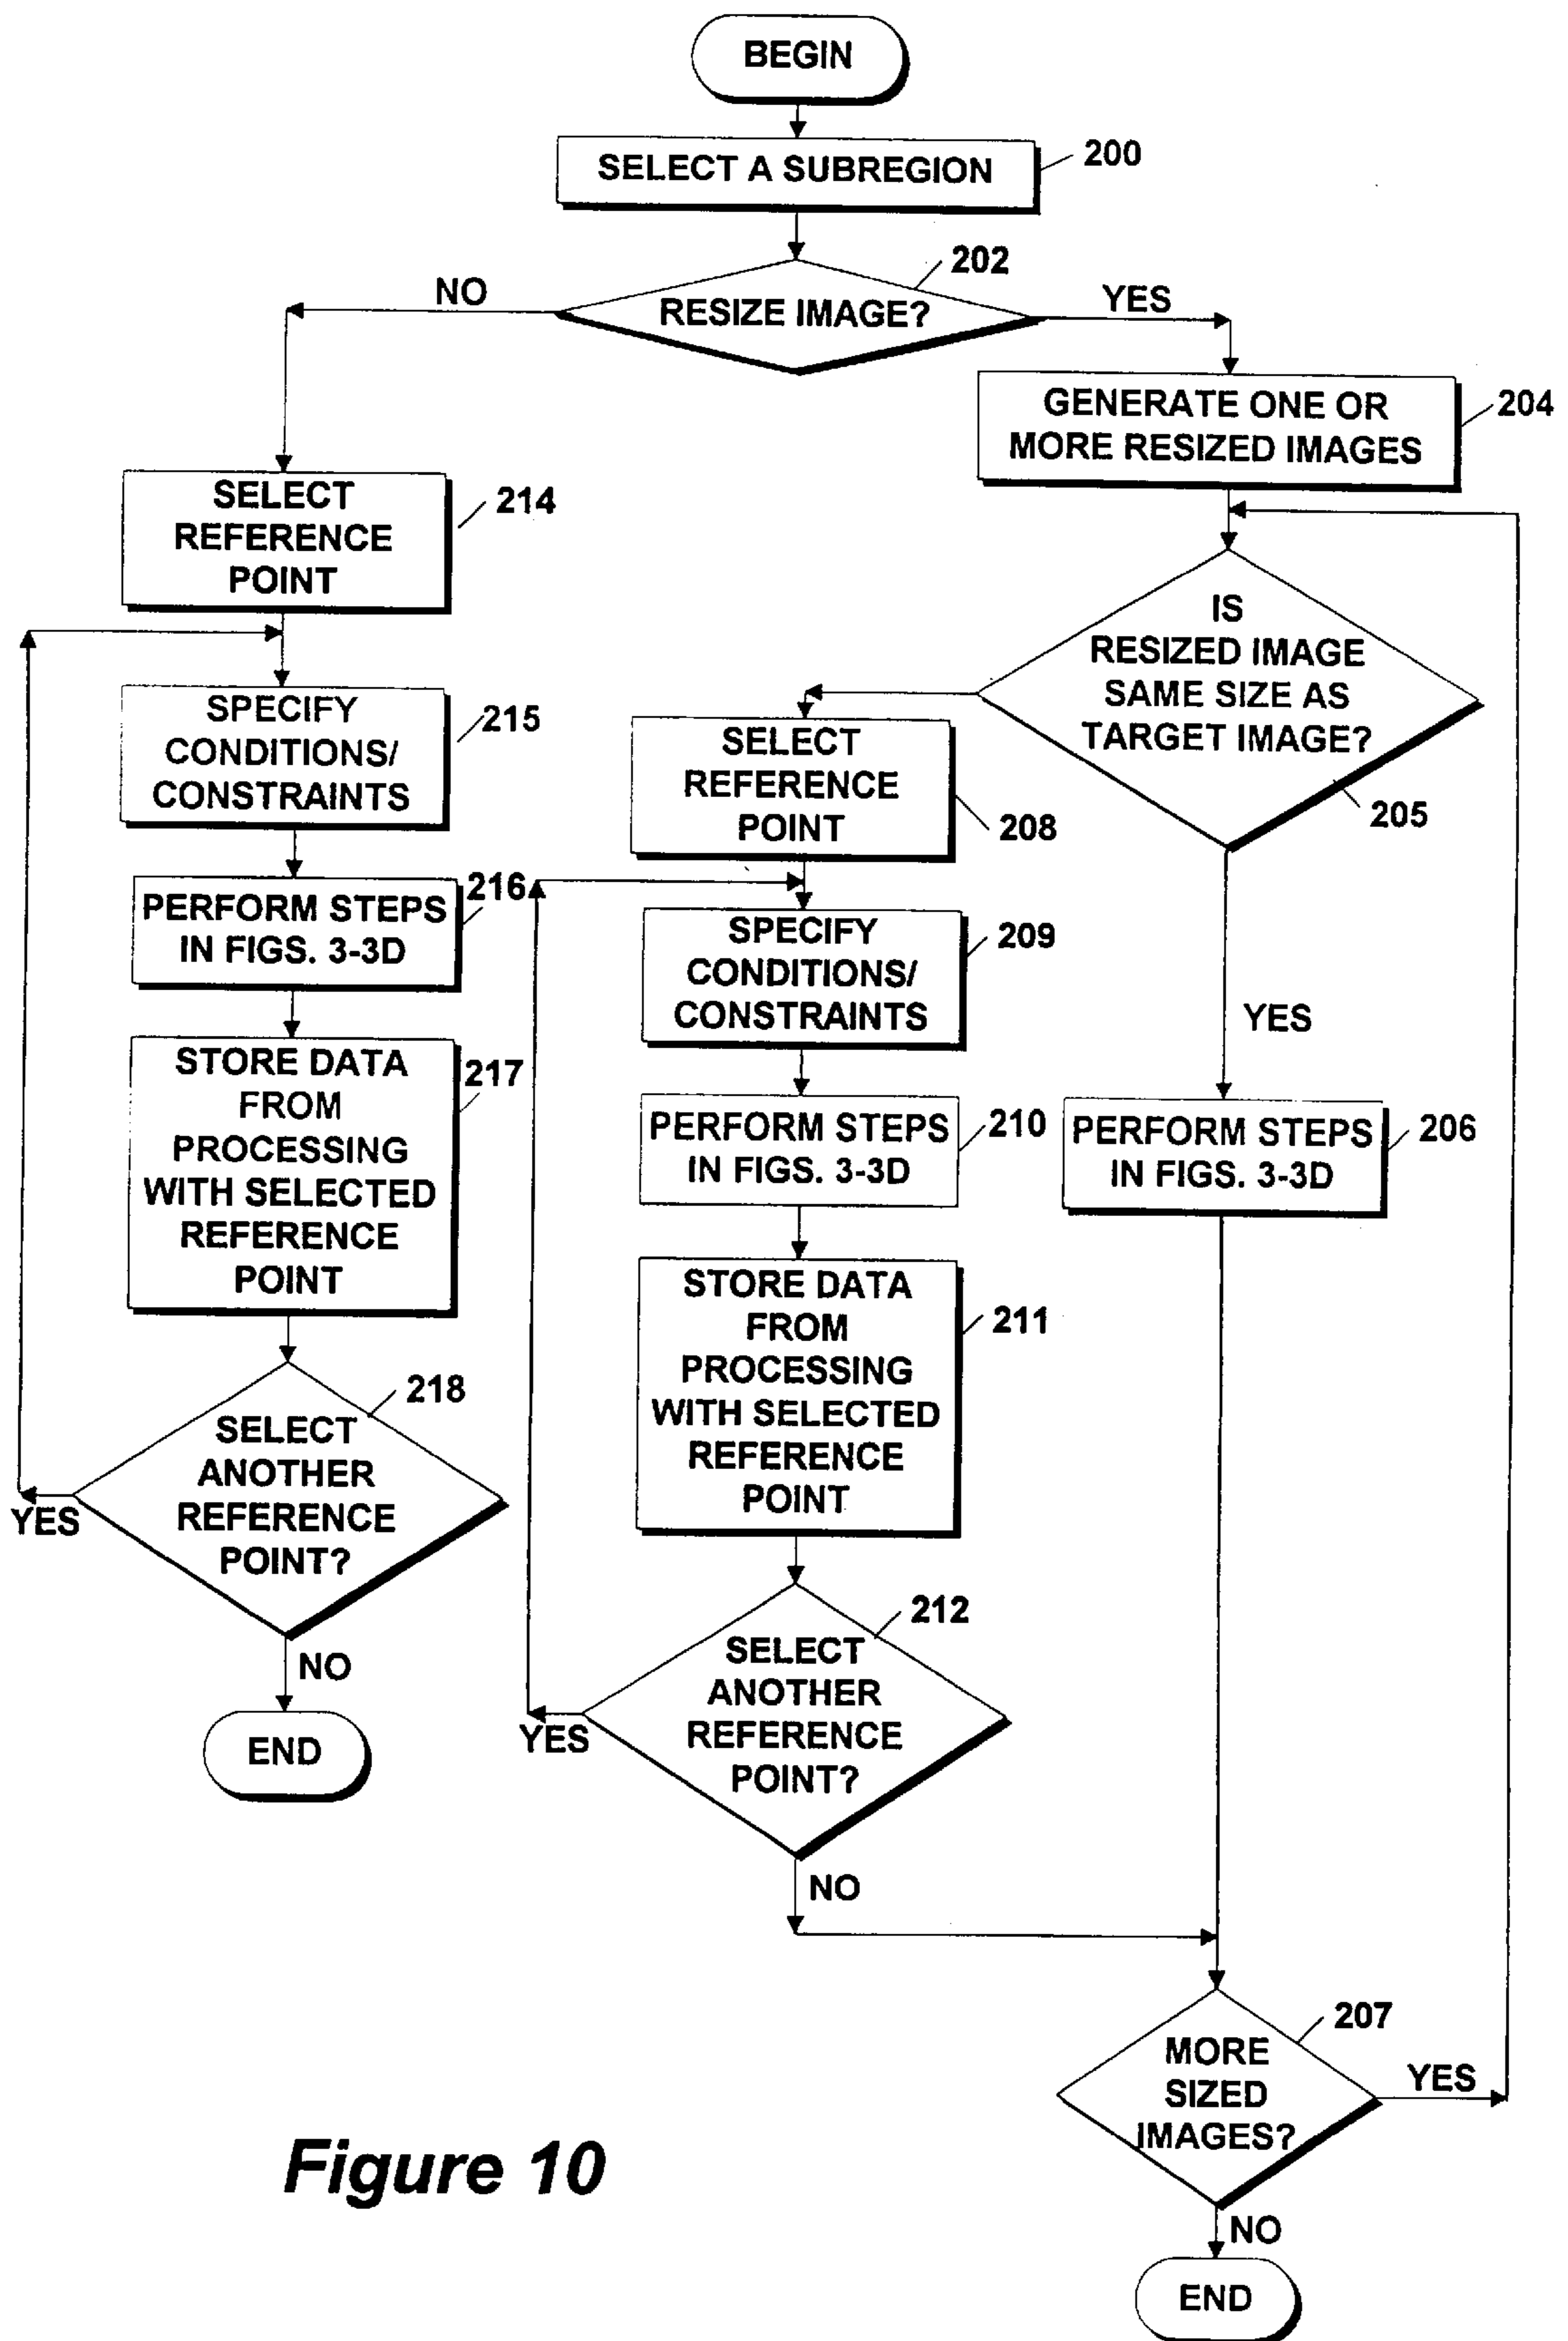 BEGIN
SELECT A SUBREGION
200
202
RESIZE IMAGE?
NO
YES
GENERATE ONE OR
MORE RESIZED IMAGES
204
SELECT
REFERENCE
POINT
214
SPECIFY
CONDITIONS/
CONSTRAINTS
215
PERFORM STEPS
IN FIGS. 3-3D
216
STORE DATA
FROM
PROCESSING
WITH SELECTED
REFERENCE
POINT
217
218
SELECT
ANOTHER
REFERENCE
POINT?
YES
NO
END
IS
RESIZED IMAGE
SAME SIZE AS
TARGET IMAGE?
205
SELECT
REFERENCE
POINT
208
SPECIFY
CONDITIONS/
CONSTRAINTS
209
PERFORM STEPS
IN FIGS. 3-3D
210
STORE DATA
FROM
PROCESSING
WITH SELECTED
REFERENCE
POINT
211
212
SELECT
ANOTHER
REFERENCE
POINT?
YES
NO
YES
PERFORM STEPS
IN FIGS. 3-3D
206
207
MORE
SIZED
IMAGES?
YES
NO
END
Figure 10